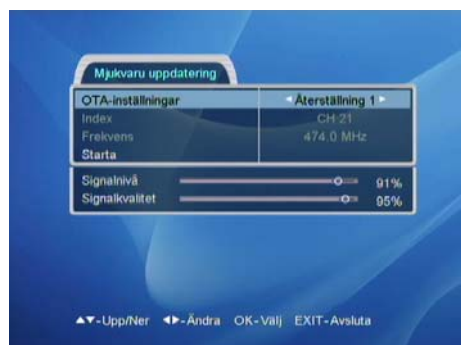 Mjukvaru uppdatering
OTA-inställningar ◄ Återställning 1 ►
Index CH-21
Frekvens 474.0 MHz
Starta
Signalnivå 91%
Signalkvalitet 95%
▲▼-Upp/Ner ◄►-Ändra OK-Välj EXIT-Avsluta